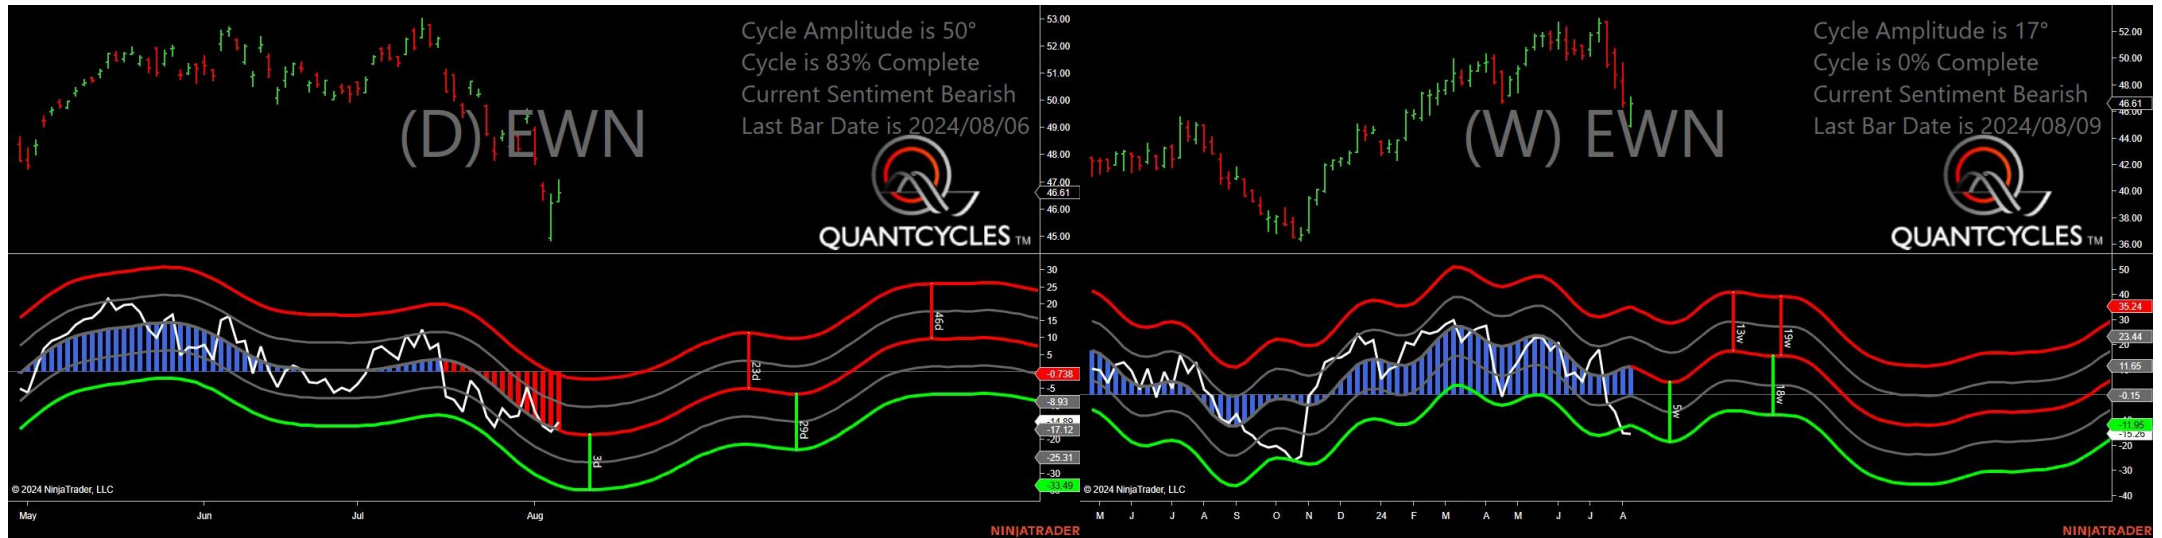 Cycle Amplitude is 50°
Cycle is 83% Complete
Current Sentiment Bearish
Last Bar Date is 2024/08/06
(D) EWN
QUANTCYCLES TM
53.00
52.00
51.00
50.00
49.00
48.00
47.00
46.61
46.00
45.00
30
25
20
15
10
5
-0.738
-5
-8.93
-17.12
-20
-25.31
-30
-33.49
3d
23d
29d
46d
© 2024 NinjaTrader, LLC
May Jun Jul Aug
NINJATRADER
Cycle Amplitude is 17°
Cycle is 0% Complete
Current Sentiment Bearish
Last Bar Date is 2024/08/09
(W) EWN
QUANTCYCLES TM
52.00
50.00
48.00
46.61
46.00
44.00
42.00
40.00
38.00
36.00
50
40
35.24
30
23.44
20
11.65
-0.15
-11.95
-15.26
-20
-30
-40
5w
13w
18w
19w
© 2024 NinjaTrader, LLC
M J J A S O N D 24 F M A M J J A
NINJATRADER